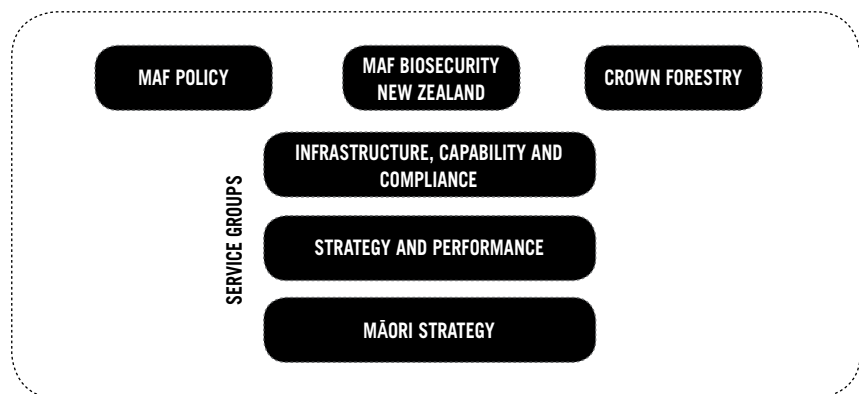 MAF POLICY
MAF BIOSECURITY
NEW ZEALAND
CROWN FORESTRY
SERVICE GROUPS
INFRASTRUCTURE, CAPABILITY AND
COMPLIANCE
STRATEGY AND PERFORMANCE
MĀORI STRATEGY